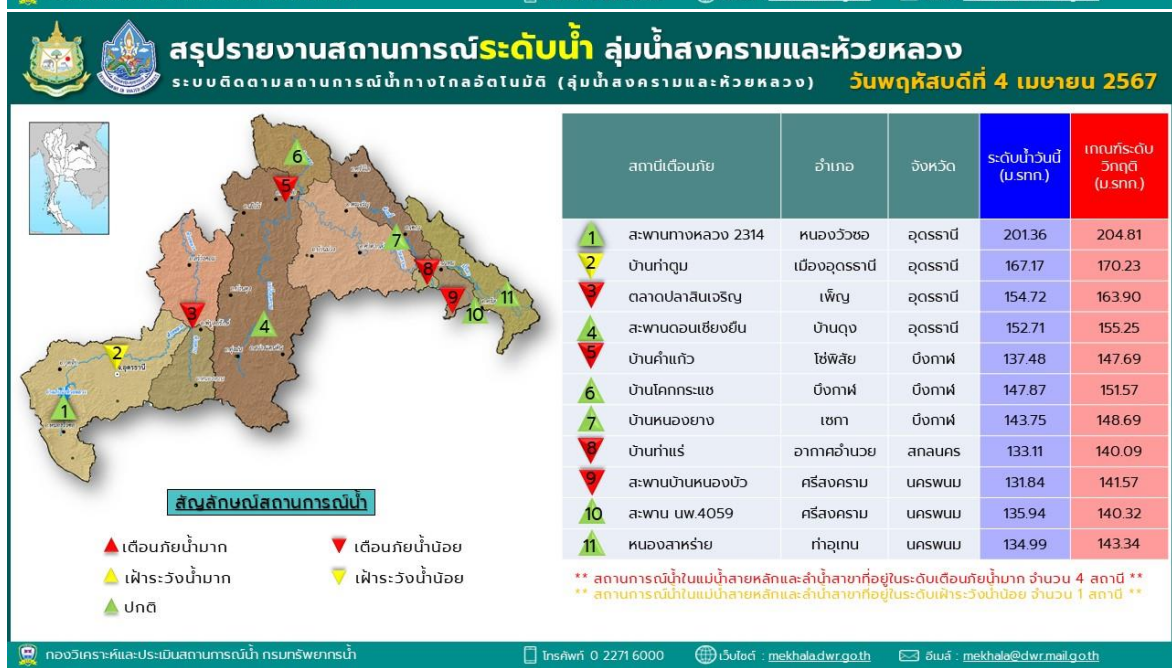 สรุปรายงานสถานการณ์ระดับน้ำ ลุ่มน้ำสงครามและห้วยหลวง
ระบบติดตามสถานการณ์น้ำทางไกลอัตโนมัติ (ลุ่มน้ำสงครามและห้วยหลวง) วันพฤหัสบดีที่ 4 เมษายน 2567
6
5
7
8
9
11
10
3
4
2
อ.อุดรธานี
1
สัญลักษณ์สถานการณ์น้ำ
เตือนภัยน้ำมาก เตือนภัยน้ำน้อย
เฝ้าระวังน้ำมาก เฝ้าระวังน้ำน้อย
ปกติ
สถานีเตือนภัย อำเภอ จังหวัด ระดับน้ำวันนี้ (ม.รทก.) เกณฑ์ระดับวิกฤติ (ม.รทก.)
1 สะพานทางหลวง 2314 หนองวัวซอ อุดรธานี 201.36 204.81
2 บ้านท่าตูม เมืองอุดรธานี อุดรธานี 167.17 170.23
3 ตลาดปลาสินเจริญ เพ็ญ อุดรธานี 154.72 163.90
4 สะพานดอนเชียงยืน บ้านดุง อุดรธานี 152.71 155.25
5 บ้านคำแก้ว โซ่พิสัย บึงกาฬ 137.48 147.69
6 บ้านโคกกระแซ บึงกาฬ บึงกาฬ 147.87 151.57
7 บ้านหนองยาง เซกา บึงกาฬ 143.75 148.69
8 บ้านท่าแร่ อากาศอำนวย สกลนคร 133.11 140.09
9 สะพานบ้านหนองบัว ศรีสงคราม นครพนม 131.84 141.57
10 สะพาน นพ.4059 ศรีสงคราม นครพนม 135.94 140.32
11 หนองสาหร่าย ท่าอุเทน นครพนม 134.99 143.34
** สถานการณ์น้ำในแม่น้ำสายหลักและลำน้ำสาขาที่อยู่ในระดับเตือนภัยน้ำมาก จำนวน 4 สถานี **
** สถานการณ์น้ำในแม่น้ำสายหลักและลำน้ำสาขาที่อยู่ในระดับเฝ้าระวังน้ำน้อย จำนวน 1 สถานี **
กองวิเคราะห์และประเมินสถานการณ์น้ำ กรมทรัพยากรน้ำ โทรศัพท์ 0 2271 6000 เว็บไซต์ : mekhala.dwr.go.th อีเมล์ : mekhala@dwr.mail.go.th